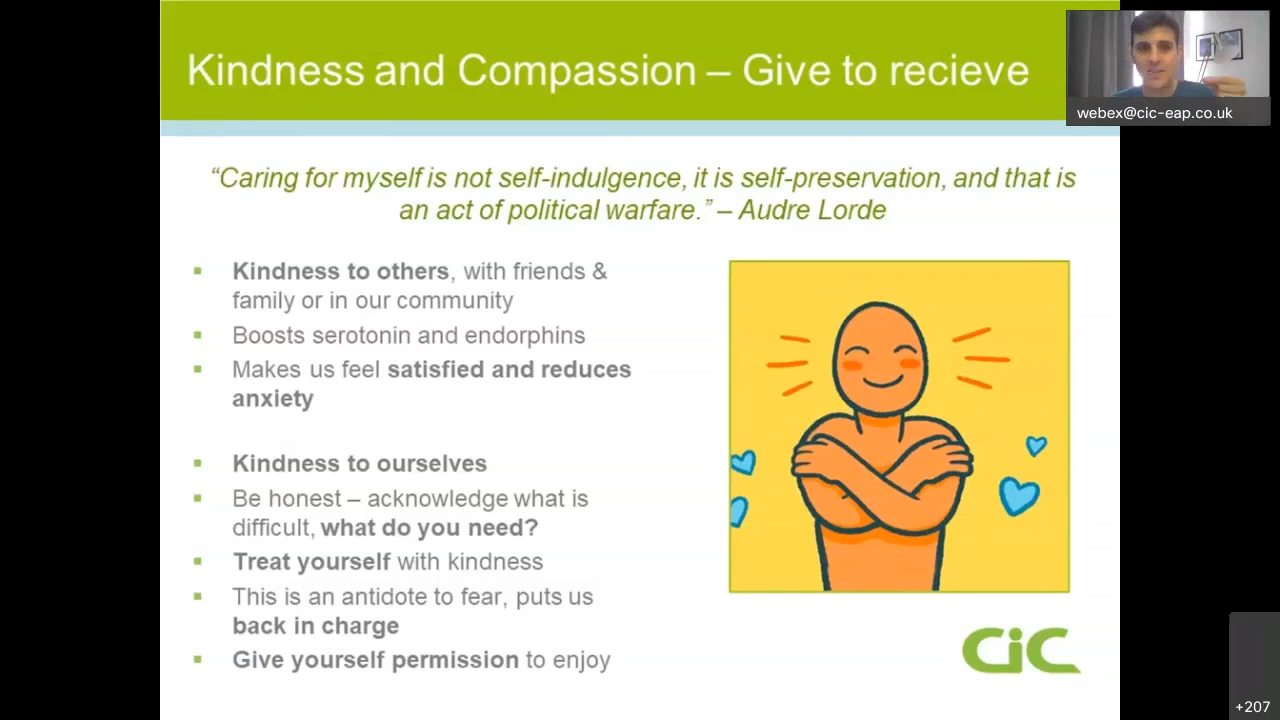 Kindness and Compassion – Give to recieve
webex@cic-eap.co.uk
“Caring for myself is not self-indulgence, it is self-preservation, and that is
an act of political warfare.” – Audre Lorde
▪ Kindness to others, with friends &
family or in our community
▪ Boosts serotonin and endorphins
▪ Makes us feel satisfied and reduces
anxiety
▪ Kindness to ourselves
▪ Be honest – acknowledge what is
difficult, what do you need?
▪ Treat yourself with kindness
▪ This is an antidote to fear, puts us
back in charge
▪ Give yourself permission to enjoy
CiC
+207